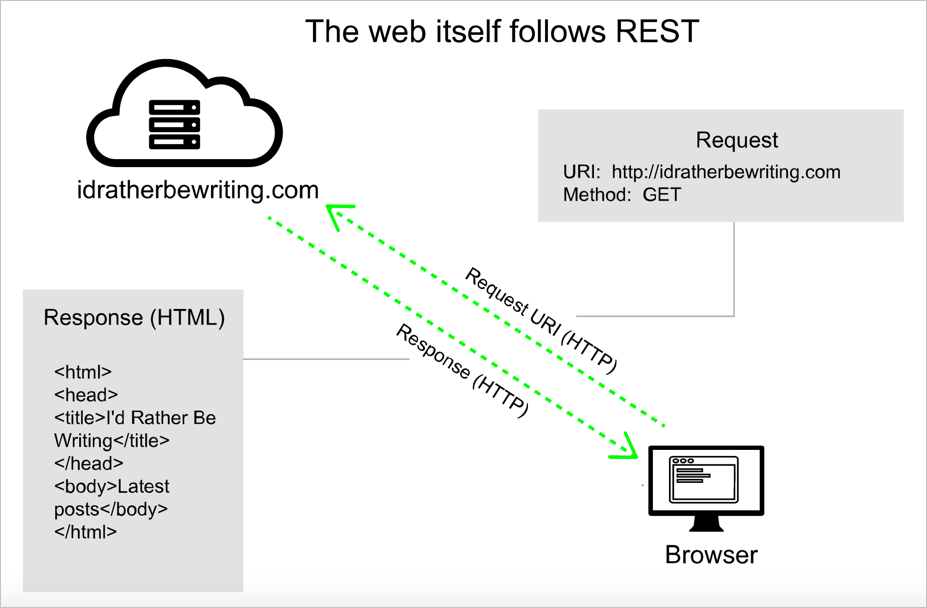 The web itself follows REST
idratherbewriting.com
Request
URI:  http://idratherbewriting.com
Method:  GET
Request URI (HTTP)
Response (HTTP)
Response (HTML)
<html>
<head>
<title>I'd Rather Be
Writing</title>
</head>
<body>Latest
posts</body>
</html>
Browser